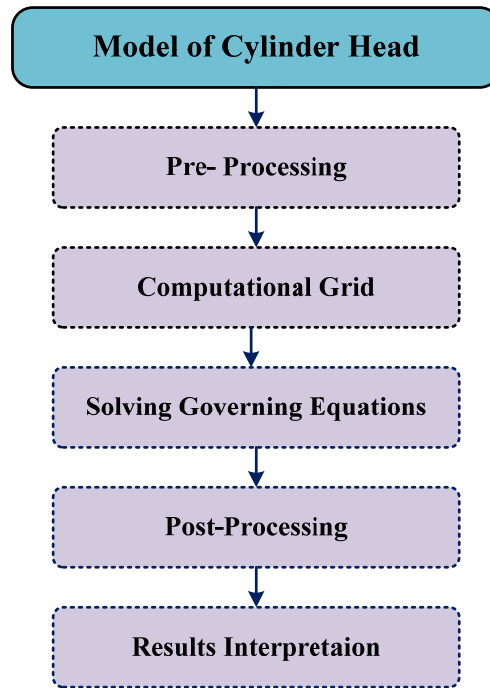 Model of Cylinder Head
Pre- Processing
Computational Grid
Solving Governing Equations
Post-Processing
Results Interpretaion